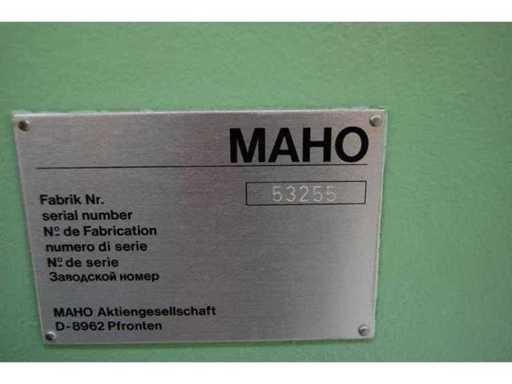 MAHO
Fabrik Nr. 53255
serial number
Nº de Fabrication
numero di serie
Nº de serie
Заводской номер
MAHO Aktiengesellschaft
D-8962 Pfronten